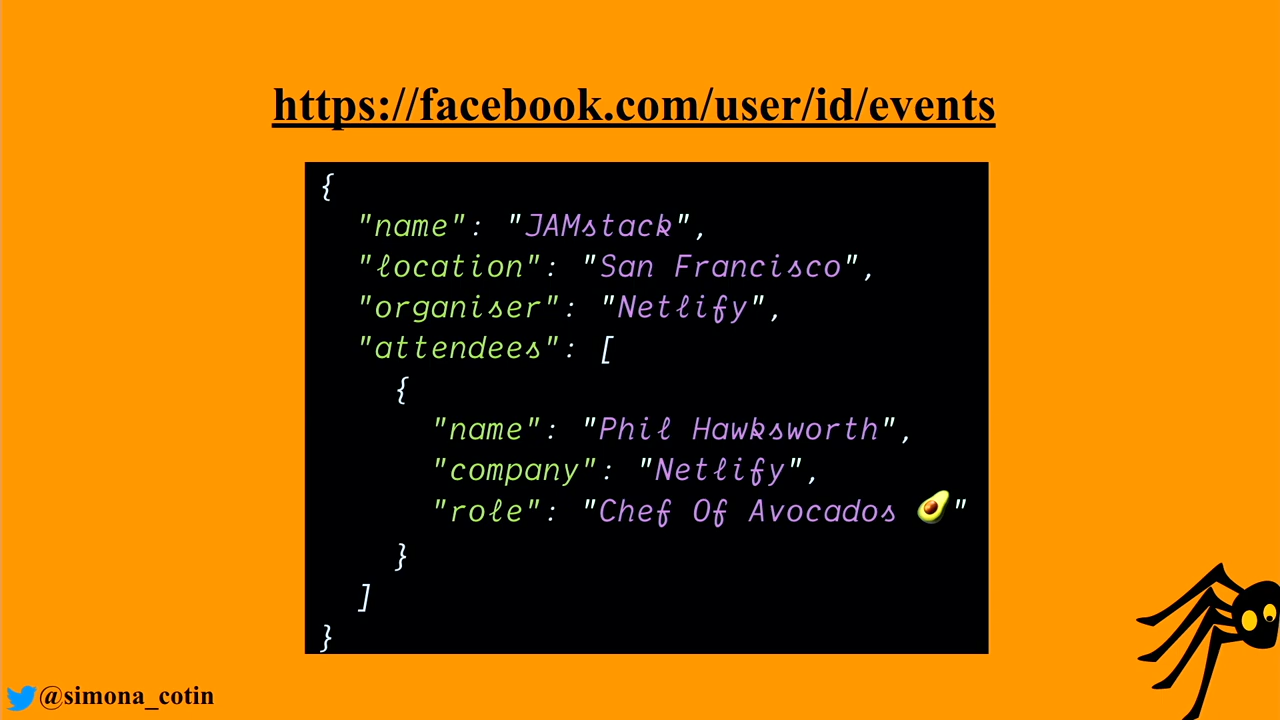 https://facebook.com/user/id/events
{
"name": "JAMstack",
"location": "San Francisco",
"organiser": "Netlify",
"attendees": [
{
"name": "Phil Hawksworth",
"company": "Netlify",
"role": "Chef Of Avocados 🥑"
}
]
}
@simona_cotin